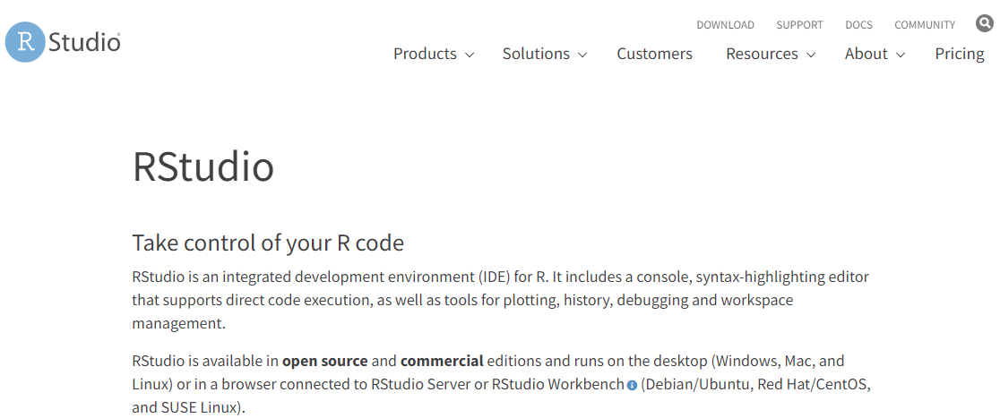 R Studio®
DOWNLOAD SUPPORT DOCS COMMUNITY
Products Solutions Customers Resources About Pricing
RStudio
Take control of your R code
RStudio is an integrated development environment (IDE) for R. It includes a console, syntax-highlighting editor
that supports direct code execution, as well as tools for plotting, history, debugging and workspace
management.
RStudio is available in open source and commercial editions and runs on the desktop (Windows, Mac, and
Linux) or in a browser connected to RStudio Server or RStudio Workbench i (Debian/Ubuntu, Red Hat/CentOS,
and SUSE Linux).